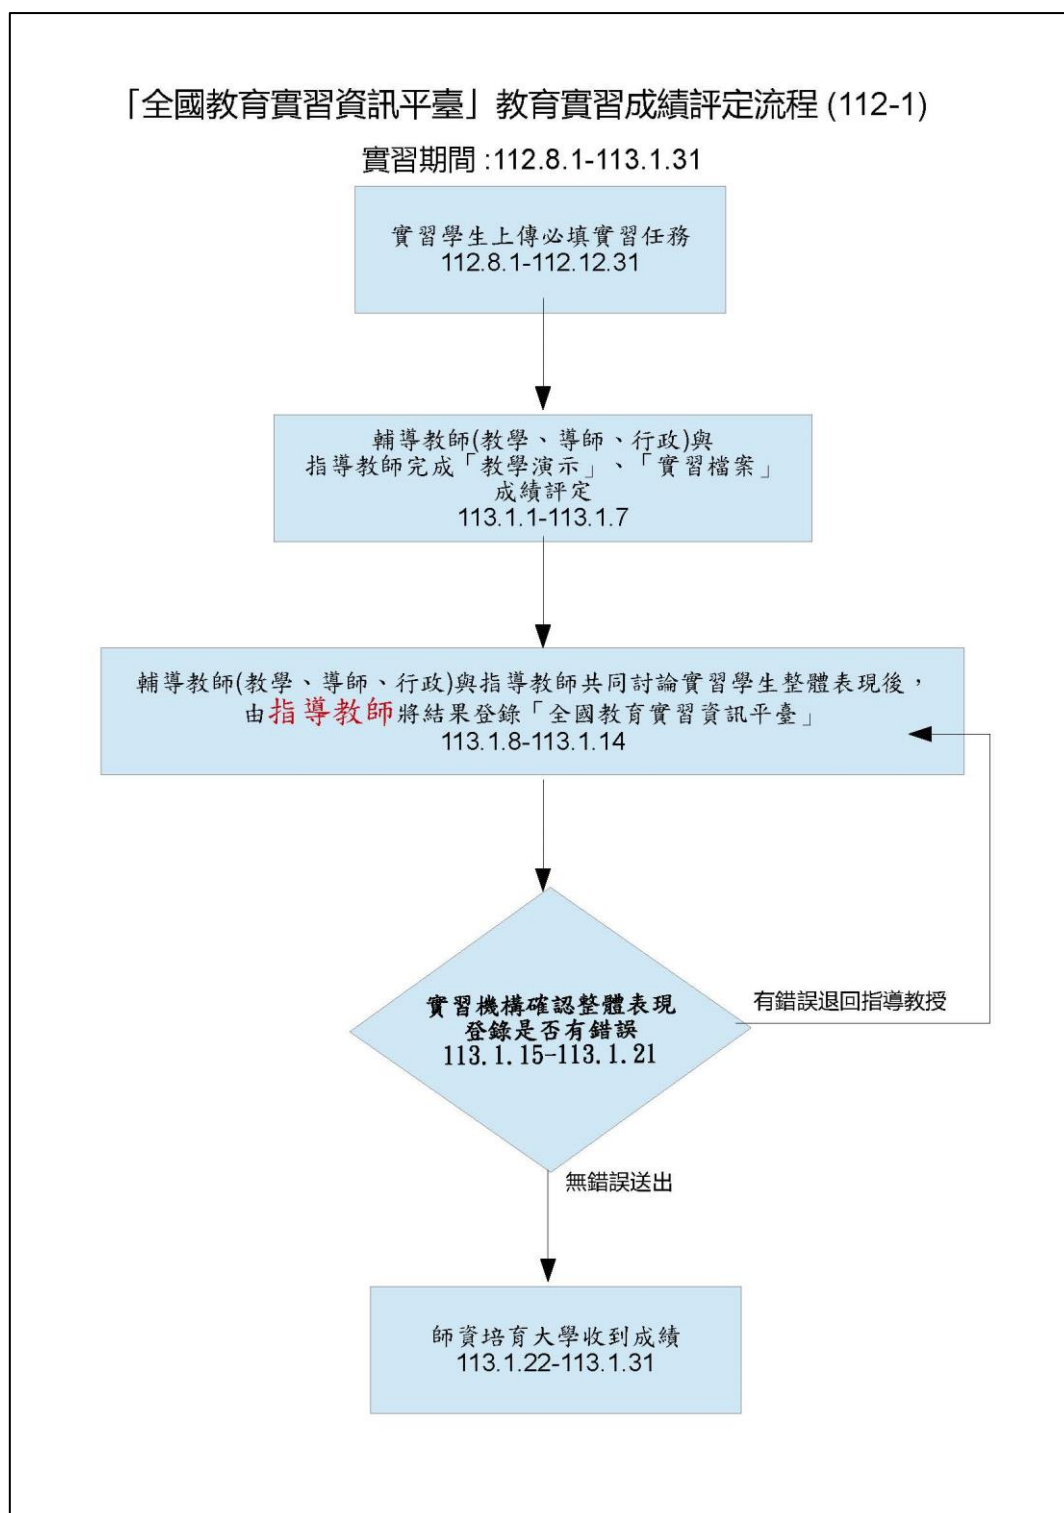 「全國教育實習資訊平臺」教育實習成績評定流程 (112-1)
實習期間 :112.8.1-113.1.31
實習學生上傳必填實習任務
112.8.1-112.12.31
輔導教師(教學、導師、行政)與
指導教師完成「教學演示」、「實習檔案」
成績評定
113.1.1-113.1.7
輔導教師(教學、導師、行政)與指導教師共同討論實習學生整體表現後，
由指導教師將結果登錄「全國教育實習資訊平臺」
113.1.8-113.1.14
實習機構確認整體表現
登錄是否有錯誤
113.1.15-113.1.21
有錯誤退回指導教授
無錯誤送出
師資培育大學收到成績
113.1.22-113.1.31